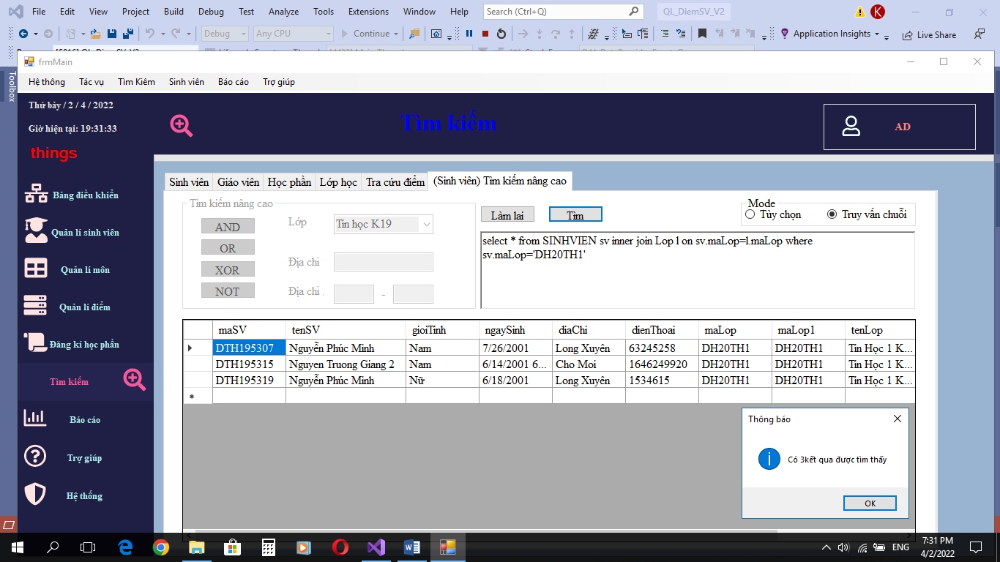 File Edit View Project Build Debug Test Analyze Tools Extensions Window Help Search (Ctrl+Q) QL_DiemSV_V2 K
Debug Any CPU Continue Application Insights Live Share
Toolbox
frmMain
Hệ thông Tác vụ Tìm Kiếm Sinh viên Báo cáo Trợ giúp
Thứ bảy / 2 / 4 / 2022
Giờ hiện tại: 19:31:33
things
Tìm kiếm
AD
Bảng điều khiển
Quản lí sinh viên
Quản lí môn
Quản lí điểm
Đăng kí học phần
Tìm kiếm
Báo cáo
Trợ giúp
Hệ thống
Sinh viên Giáo viên Học phần Lớp học Tra cứu điểm (Sinh viên) Tìm kiếm nâng cao
Tìm kiếm nâng cao
AND
OR
XOR
NOT
Lớp Tin học K19
Địa chỉ
Địa chỉ -
Làm lại Tìm
Mode
Tùy chọn Truy vấn chuỗi
select * from SINHVIEN sv inner join Lop l on sv.maLop=l.maLop where
sv.maLop='DH20TH1'
maSV tenSV gioiTinh ngaySinh diaChi dienThoai maLop maLop1 tenLop
DTH195307 Nguyễn Phúc Minh Nam 7/26/2001 Long Xuyên 63245258 DH20TH1 DH20TH1 Tin Học 1 K...
DTH195315 Nguyen Truong Giang 2 Nam 6/14/2001 6... Cho Moi 1646249920 DH20TH1 DH20TH1 Tin Học 1 K...
DTH195319 Nguyễn Phúc Minh Nữ 6/18/2001 Long Xuyên 1534615 DH20TH1 DH20TH1 Tin Học 1 K...
Thông báo
Có 3kết qua được tìm thấy
OK
ENG
7:31 PM
4/2/2022